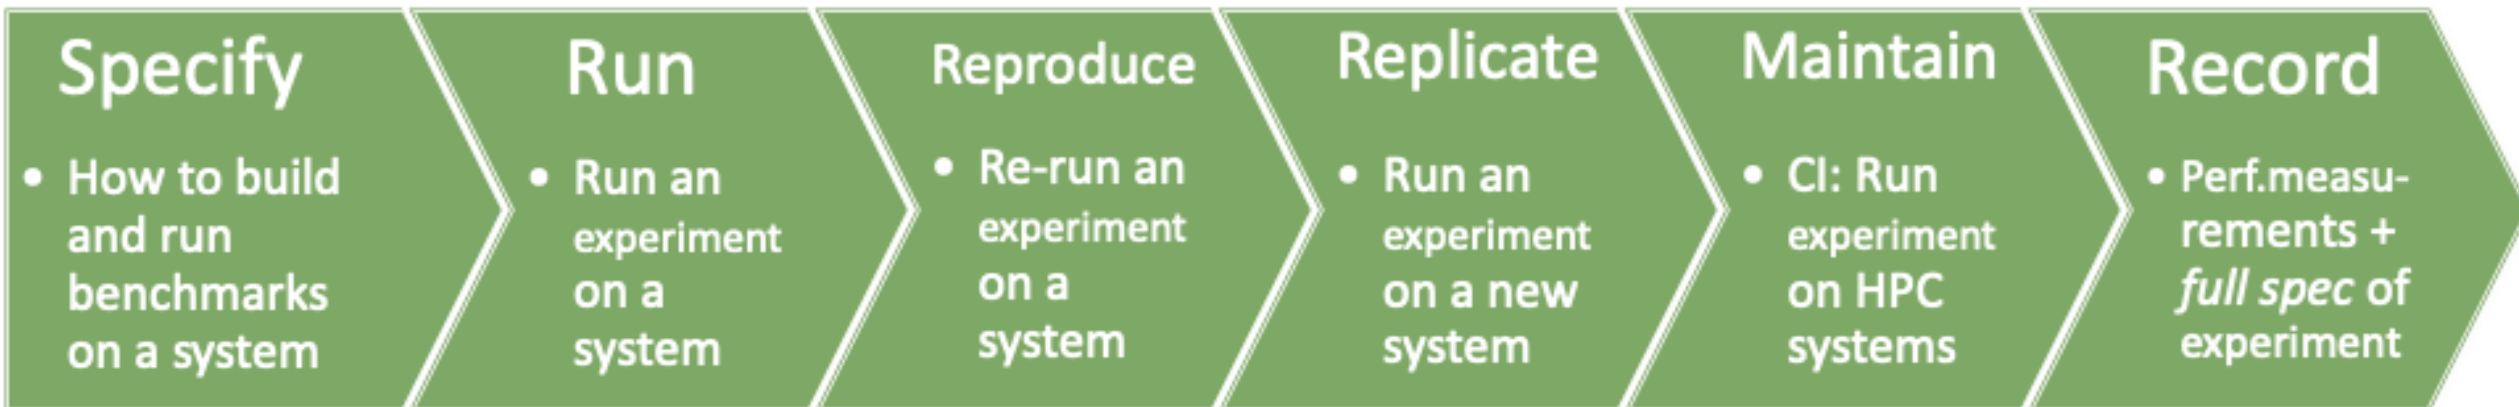 Specify
• How to build
and run
benchmarks
on a system
Run
• Run an
experiment
on a
system
Reproduce
• Re-run an
experiment
on a
system
Replicate
• Run an
experiment
on a new
system
Maintain
• CI: Run
experiment
on HPC
systems
Record
• Perf.measu-
rements +
full spec of
experiment